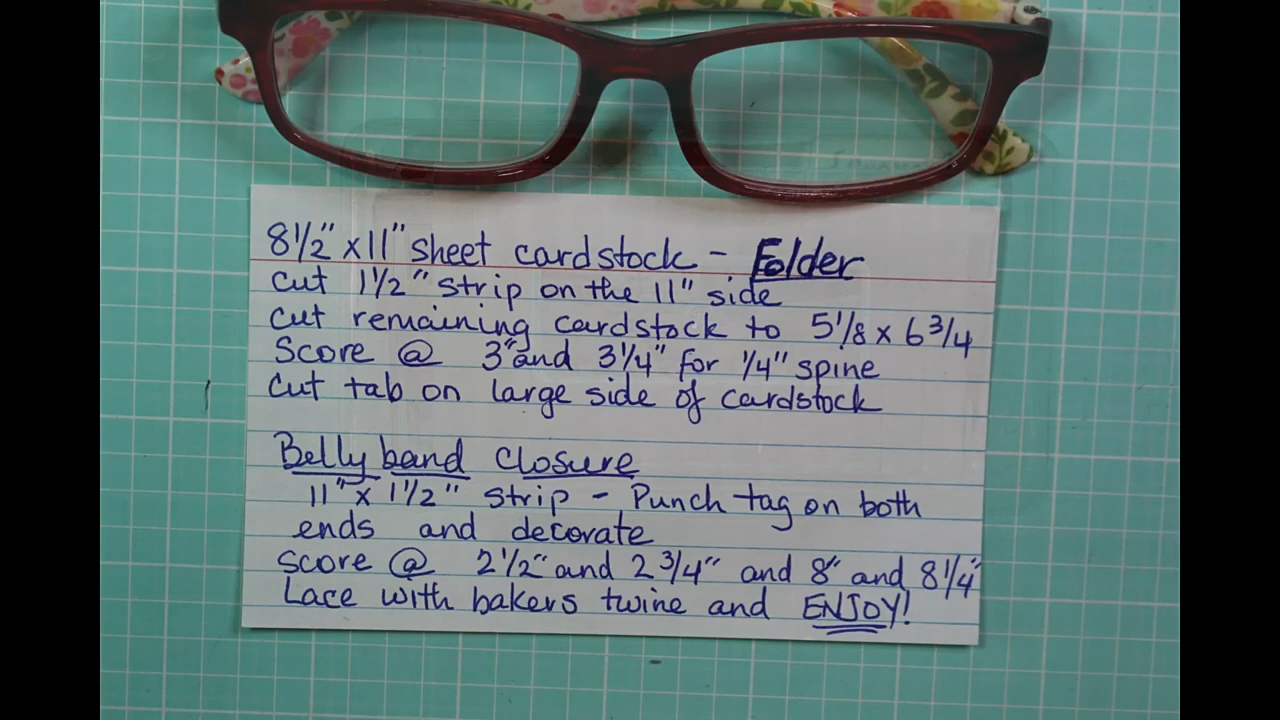 8 1/2" x 11" sheet cardstock - Folder
cut 1 1/2" strip on the 11" side
cut remaining cardstock to 5 1/8 x 6 3/4
Score @ 3" and 3 1/4" for 1/4" spine
Cut tab on large side of cardstock
Belly band Closure
11" x 1 1/2" strip - Punch tag on both
ends and decorate
Score @ 2 1/2" and 2 3/4" and 8" and 8 1/4"
Lace with bakers twine and ENJOY!